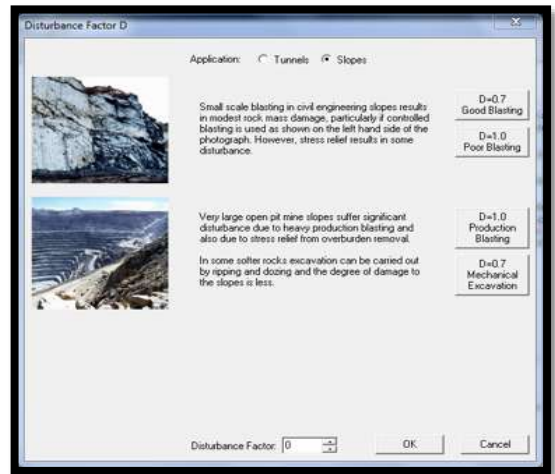 Disturbance Factor D
Application: Tunnels Slopes
Small scale blasting in civil engineering slopes results
in modest rock mass damage, particularly if controlled
blasting is used as shown on the left hand side of the
photograph. However, stress relief results in some
disturbance.
D=0.7
Good Blasting
D=1.0
Poor Blasting
Very large open pit mine slopes suffer significant
disturbance due to heavy production blasting and
also due to stress relief from overburden removal.
In some softer rocks excavation can be carried out
by ripping and dozing and the degree of damage to
the slopes is less.
D=1.0
Production
Blasting
D=0.7
Mechanical
Excavation
Disturbance Factor: 0
OK
Cancel